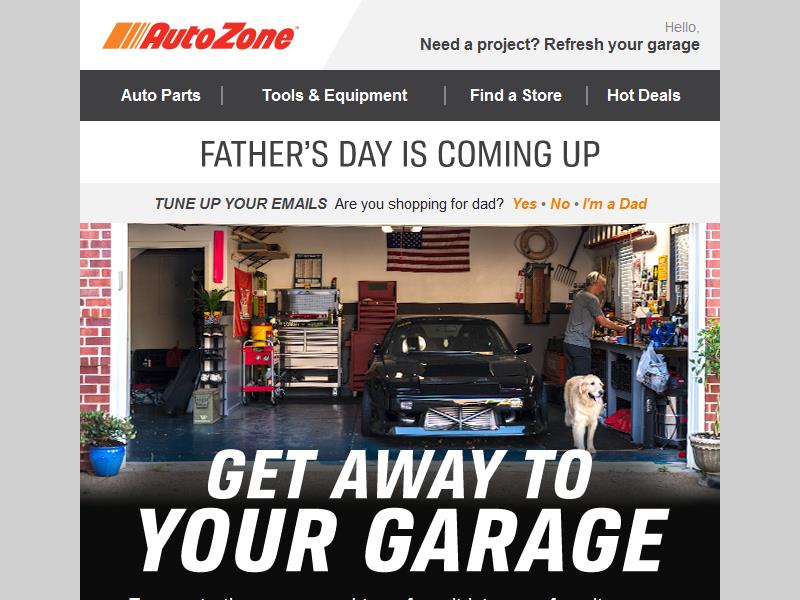 AutoZone
Hello,
Need a project? Refresh your garage
Auto Parts
Tools & Equipment
Find a Store
Hot Deals
FATHER'S DAY IS COMING UP
TUNE UP YOUR EMAILS Are you shopping for dad? Yes • No • I'm a Dad
GET AWAY TO
YOUR GARAGE